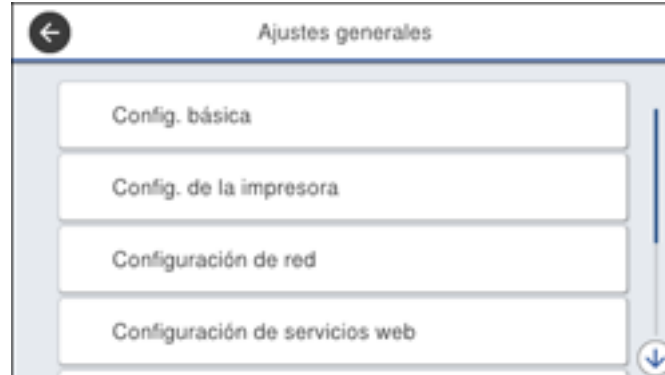 Ajustes generales
Config. básica
Config. de la impresora
Configuración de red
Configuración de servicios web